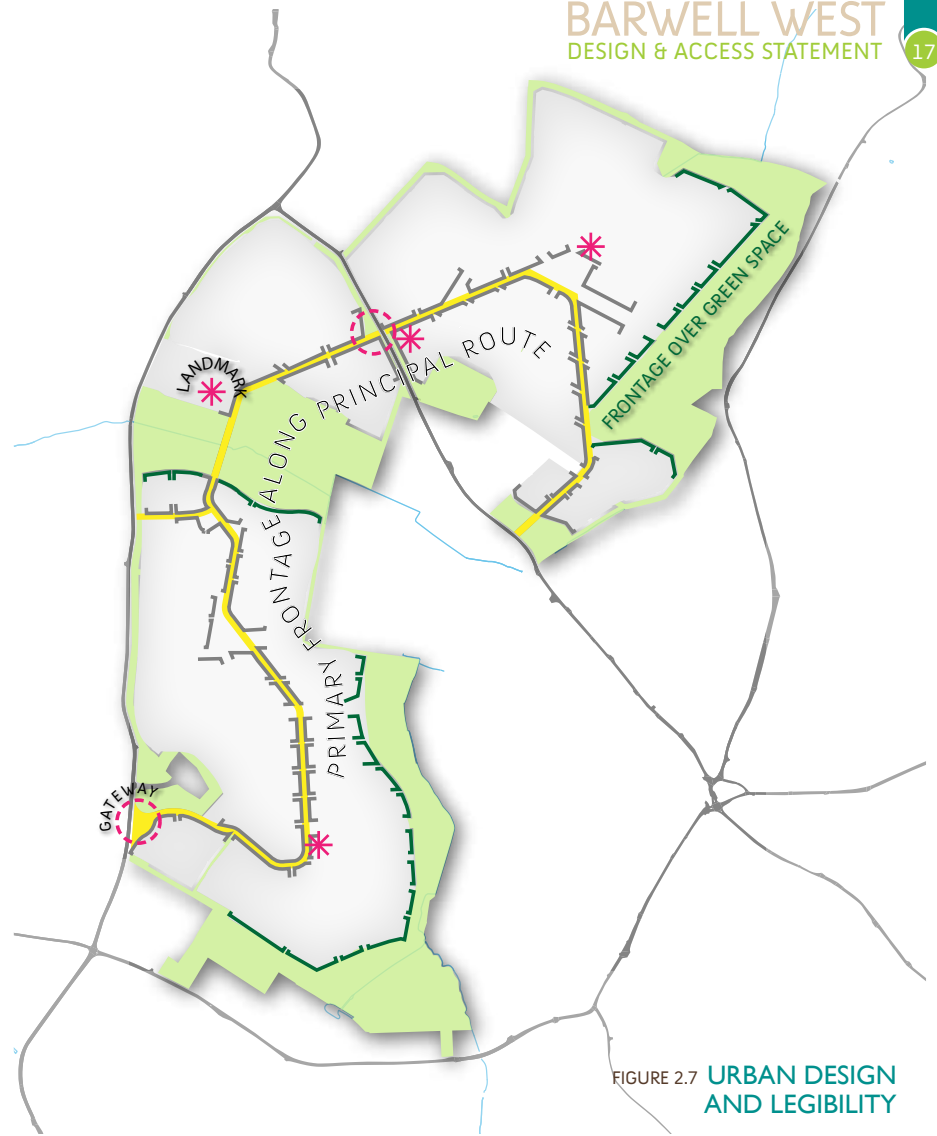 BARWELL WEST
DESIGN & ACCESS STATEMENT
17
FRONTAGE OVER GREEN SPACE
LANDMARK
PRIMARY FRONTAGE ALONG PRINCIPAL ROUTE
GATEWAY
FIGURE 2.7 URBAN DESIGN
AND LEGIBILITY